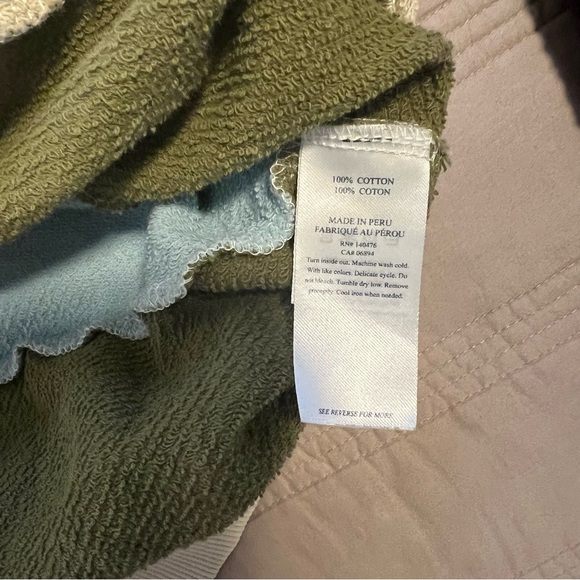 100% COTTON
100% COTON
MADE IN PERU
FABRIQUÉ AU PÉROU
RN# 140476
CA# 06894
Turn inside out. Machine wash cold.
With like colors. Delicate cycle. Do
not bleach. Tumble dry low. Remove
promptly. Cool iron when needed.
SEE REVERSE FOR MORE